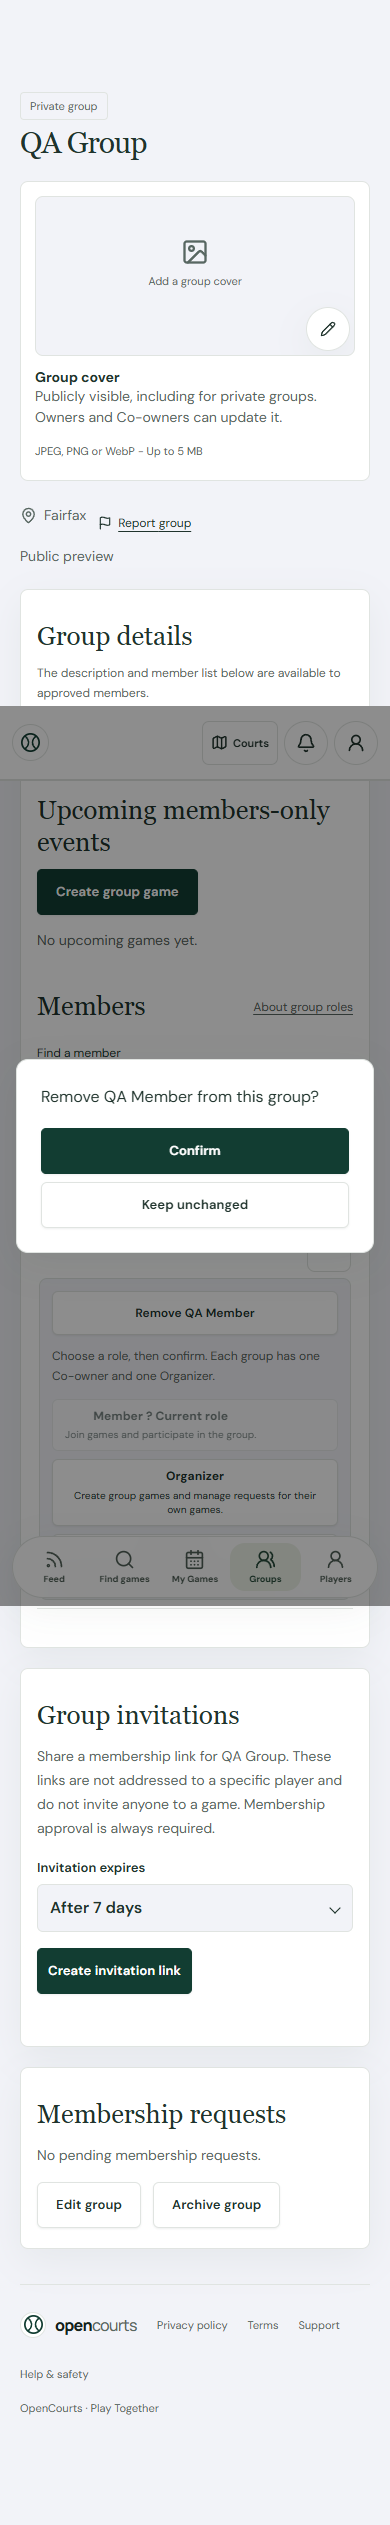 Private group
QA Group
Add a group cover
Group cover
Publicly visible, including for private groups.
Owners and Co-owners can update it.
JPEG, PNG or WebP - Up to 5 MB
Fairfax
Report group
Public preview
Group details
The description and member list below are available to
approved members.
Courts
Upcoming members-only
events
Create group game
No upcoming games yet.
Members
About group roles
Find a member
Remove QA Member from this group?
Confirm
Keep unchanged
Remove QA Member
Choose a role, then confirm. Each group has one
Co-owner and one Organizer.
Member ? Current role
Join games and participate in the group.
Organizer
Create group games and manage requests for their
own games.
Feed
Find games
My Games
Groups
Players
Group invitations
Share a membership link for QA Group. These
links are not addressed to a specific player and
do not invite anyone to a game. Membership
approval is always required.
Invitation expires
After 7 days
Create invitation link
Membership requests
No pending membership requests.
Edit group
Archive group
opencourts
Privacy policy
Terms
Support
Help & safety
OpenCourts · Play Together